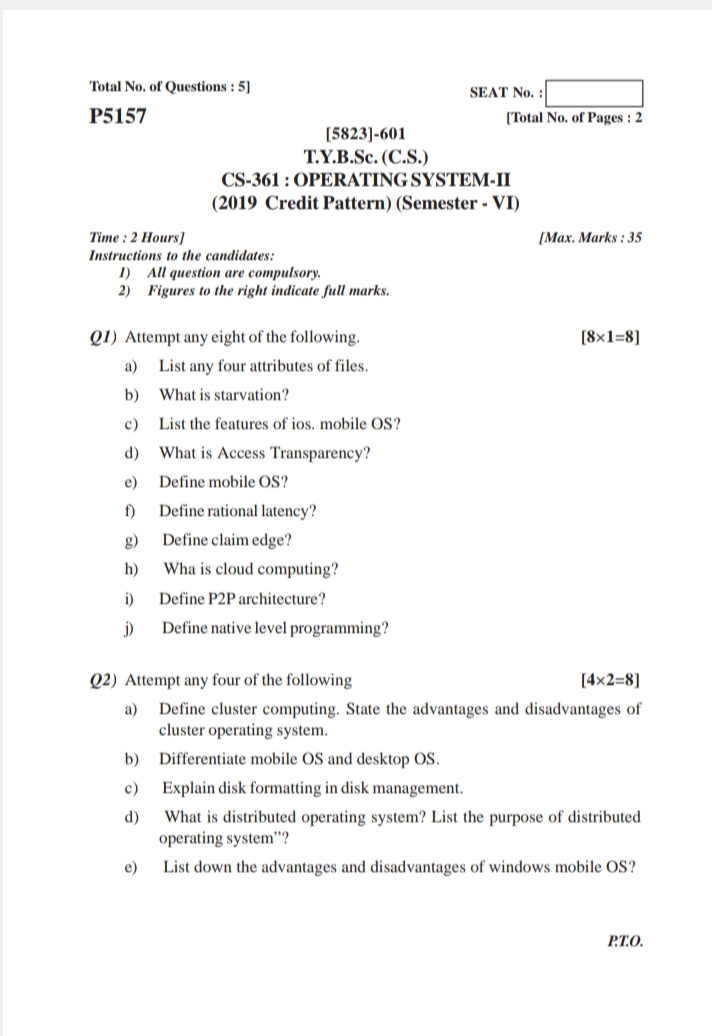 Total No. of Questions : 5]
SEAT No. :
P5157
[Total No. of Pages : 2
[5823]-601
T.Y.B.Sc. (C.S.)
CS-361 : OPERATING SYSTEM-II
(2019 Credit Pattern) (Semester - VI)
Time : 2 Hours]
[Max. Marks : 35
Instructions to the candidates:
1) All question are compulsory.
2) Figures to the right indicate full marks.
Q1) Attempt any eight of the following. [8×1=8]
a) List any four attributes of files.
b) What is starvation?
c) List the features of ios. mobile OS?
d) What is Access Transparency?
e) Define mobile OS?
f) Define rational latency?
g) Define claim edge?
h) Wha is cloud computing?
i) Define P2P architecture?
j) Define native level programming?
Q2) Attempt any four of the following [4×2=8]
a) Define cluster computing. State the advantages and disadvantages of
cluster operating system.
b) Differentiate mobile OS and desktop OS.
c) Explain disk formatting in disk management.
d) What is distributed operating system? List the purpose of distributed
operating system”?
e) List down the advantages and disadvantages of windows mobile OS?
P.T.O.